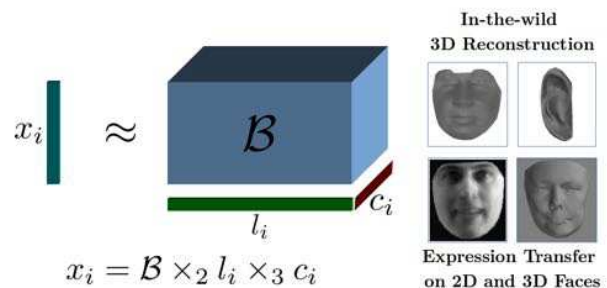 x_i ≈ B
l_i
c_i
x_i = B ×_2 l_i ×_3 c_i
In-the-wild
3D Reconstruction
Expression Transfer
on 2D and 3D Faces